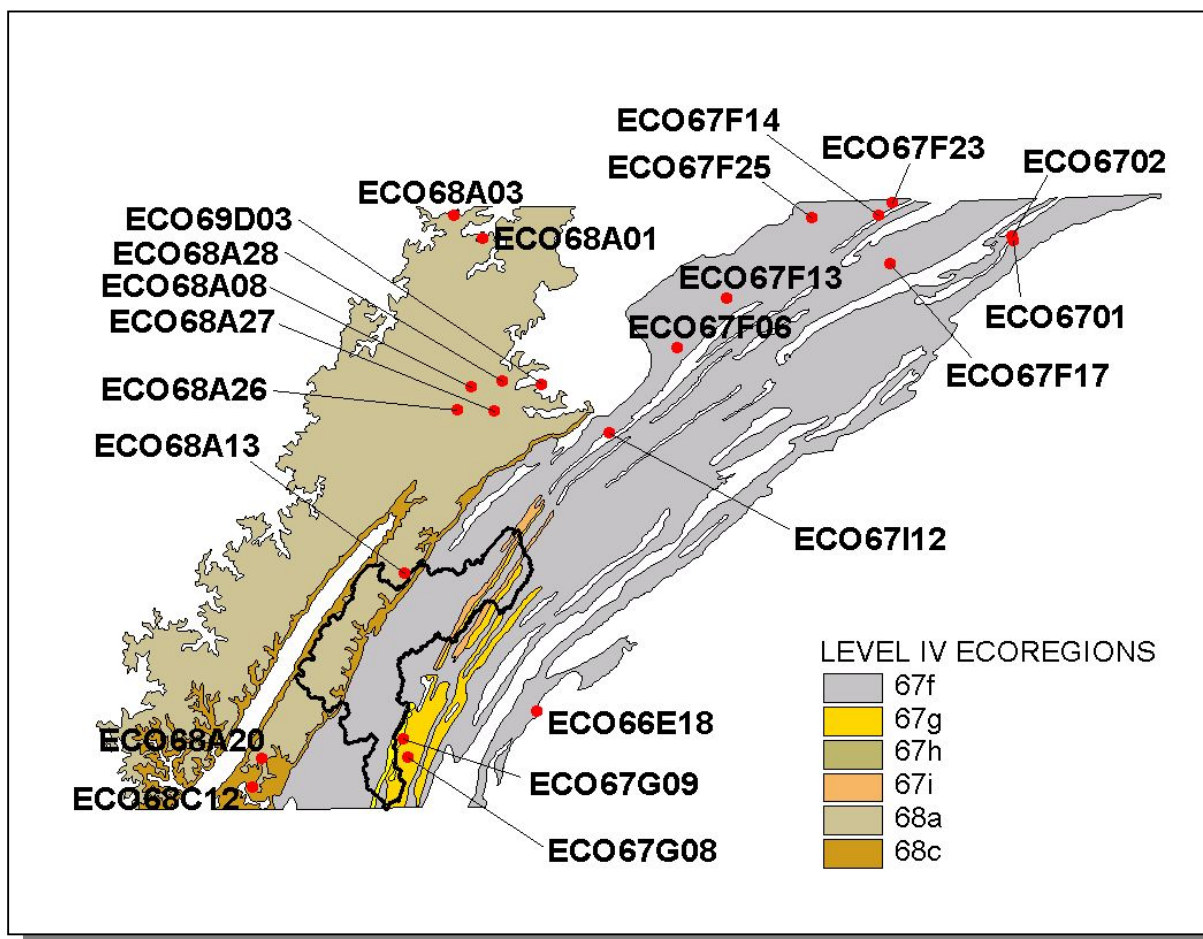 ECO67F14
ECO67F23
ECO67F25
ECO6702
ECO68A03
ECO69D03
ECO68A01
ECO68A28
ECO68A08
ECO67F13
ECO68A27
ECO67F06
ECO6701
ECO67F17
ECO68A26
ECO68A13
ECO67I12
LEVEL IV ECOREGIONS
67f
67g
67h
67i
68a
68c
ECO66E18
ECO68A20
ECO67G09
ECO68C12
ECO67G08